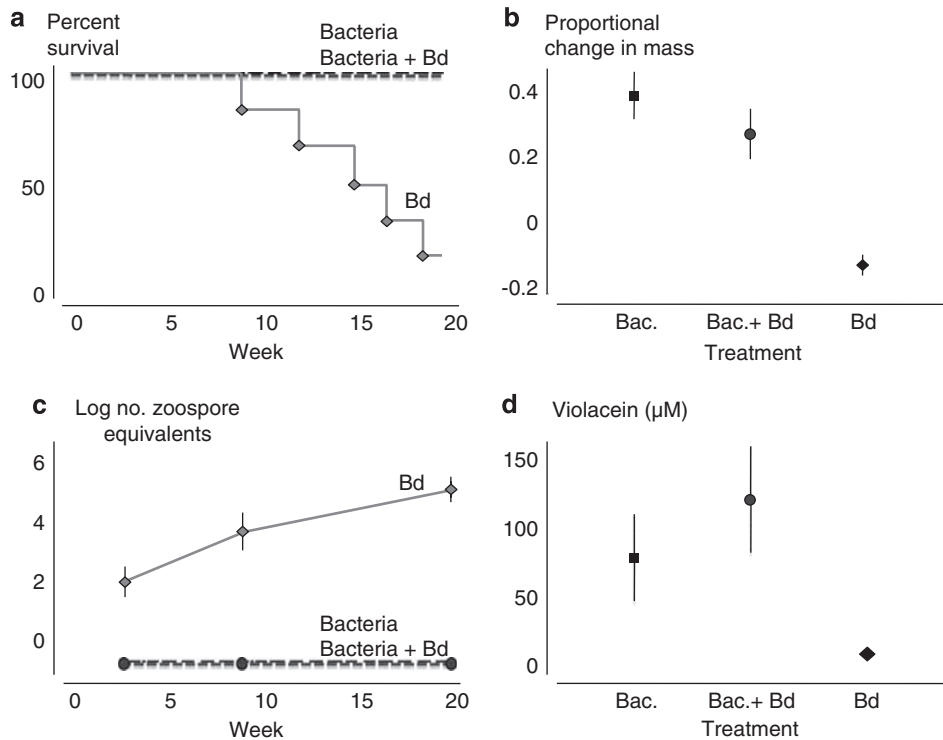 a
Percent
survival
Bacteria
Bacteria + Bd
100
50
0
Bd
0 5 10 15 20
Week
b
Proportional
change in mass
0.4
0.2
0
-0.2
Bac. Bac.+ Bd Bd
Treatment
c
Log no. zoospore
equivalents
6
4
2
0
Bd
Bacteria
Bacteria + Bd
0 5 10 15 20
Week
d
Violacein (µM)
150
100
50
0
Bac. Bac.+ Bd Bd
Treatment